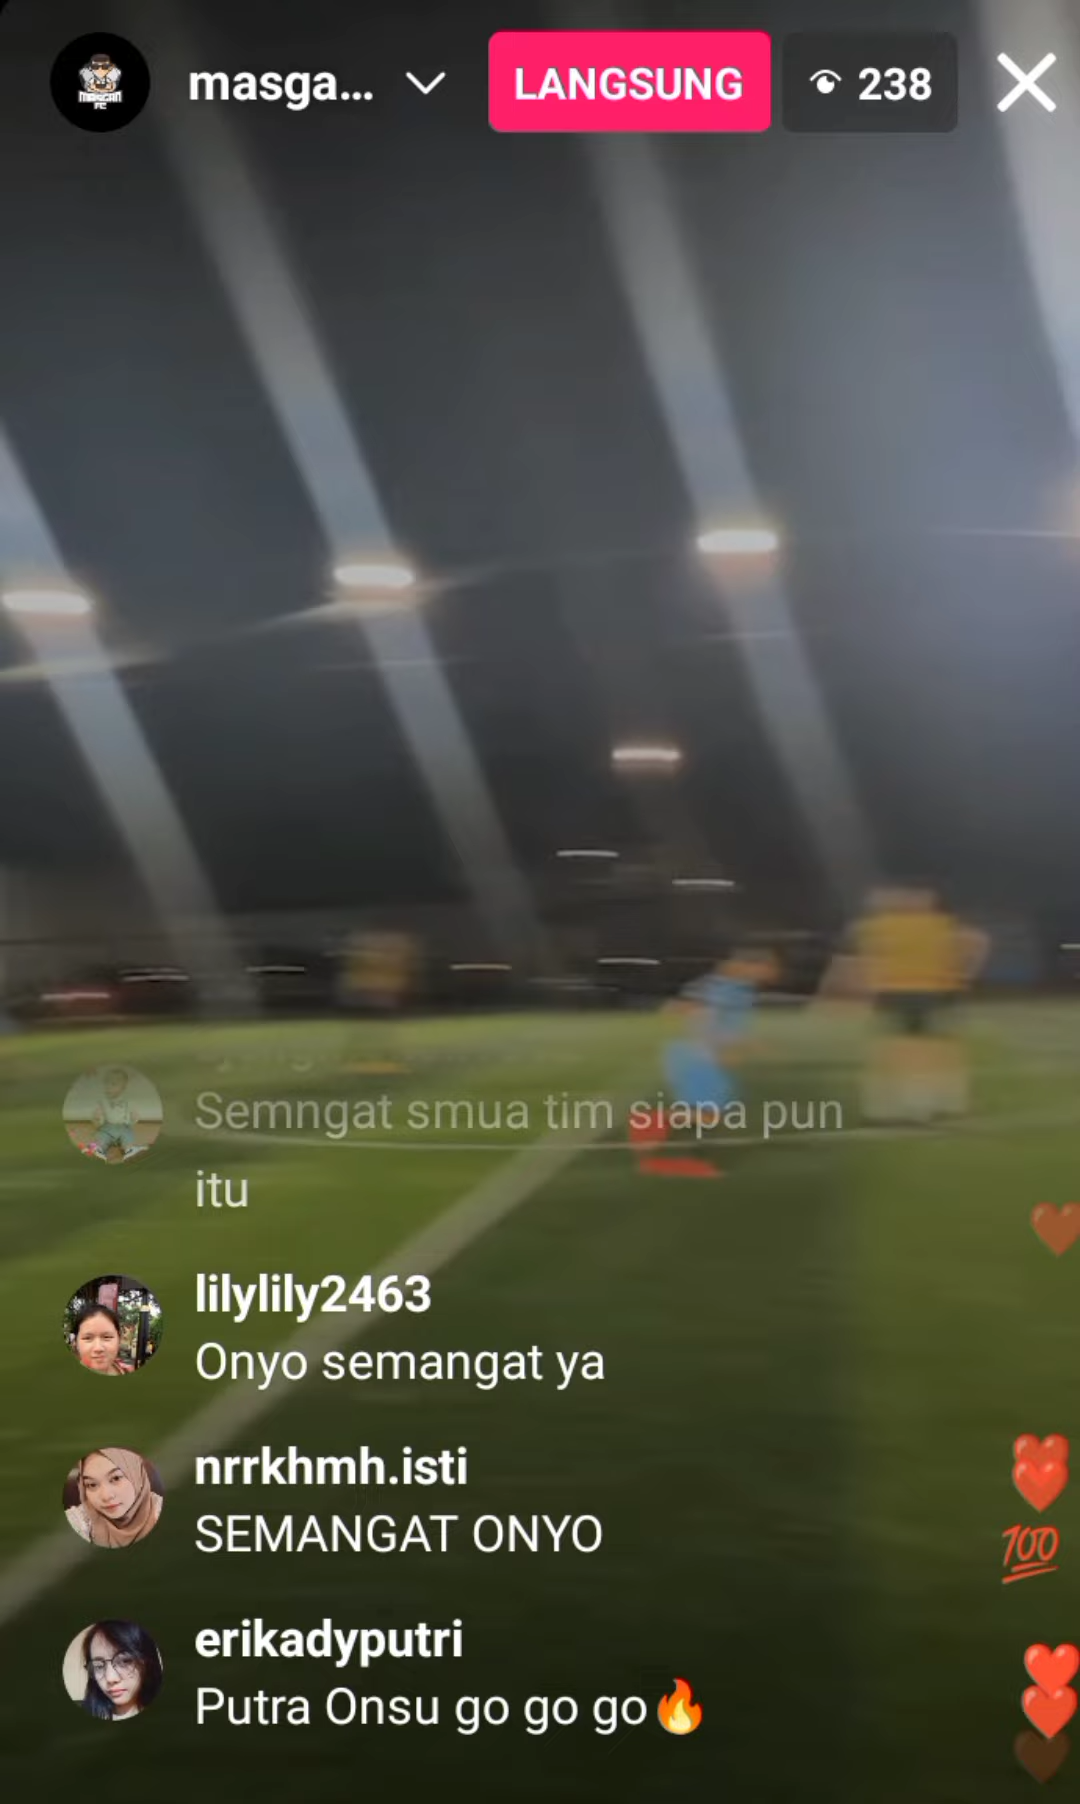 masga...
LANGSUNG
238
Semngat smua tim siapa pun
itu
lilylily2463
Onyo semangat ya
nrrkhmh.isti
SEMANGAT ONYO
erikadyputri
Putra Onsu go go go🔥
💯